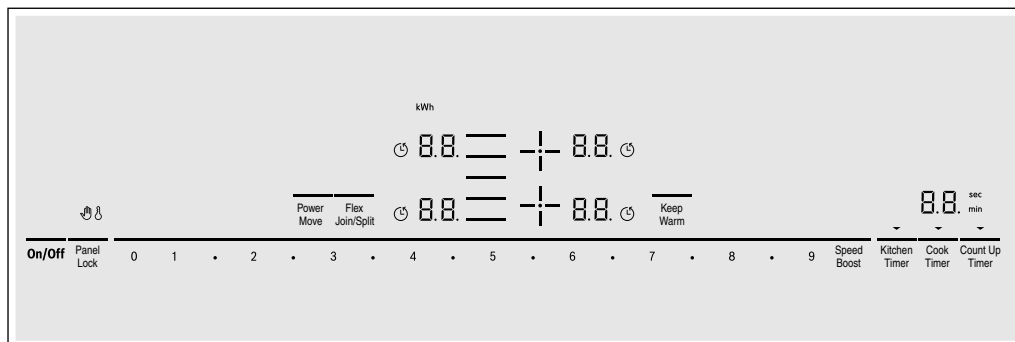 kWh
8.8. 8.8.
8.8. sec
min
Power Move
Flex Join/Split
8.8. 8.8.
Keep Warm
On/Off
Panel Lock
0 1 • 2 • 3 • 4 • 5 • 6 • 7 • 8 • 9
Speed Boost
Kitchen Timer
Cook Timer
Count Up Timer